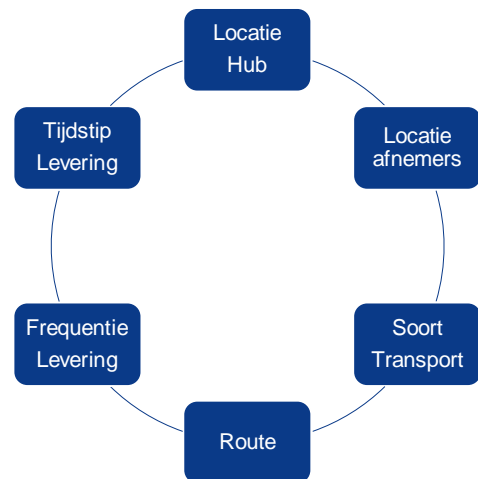 Locatie
Hub
Locatie
afnemers
Soort
Transport
Route
Frequentie
Levering
Tijdstip
Levering